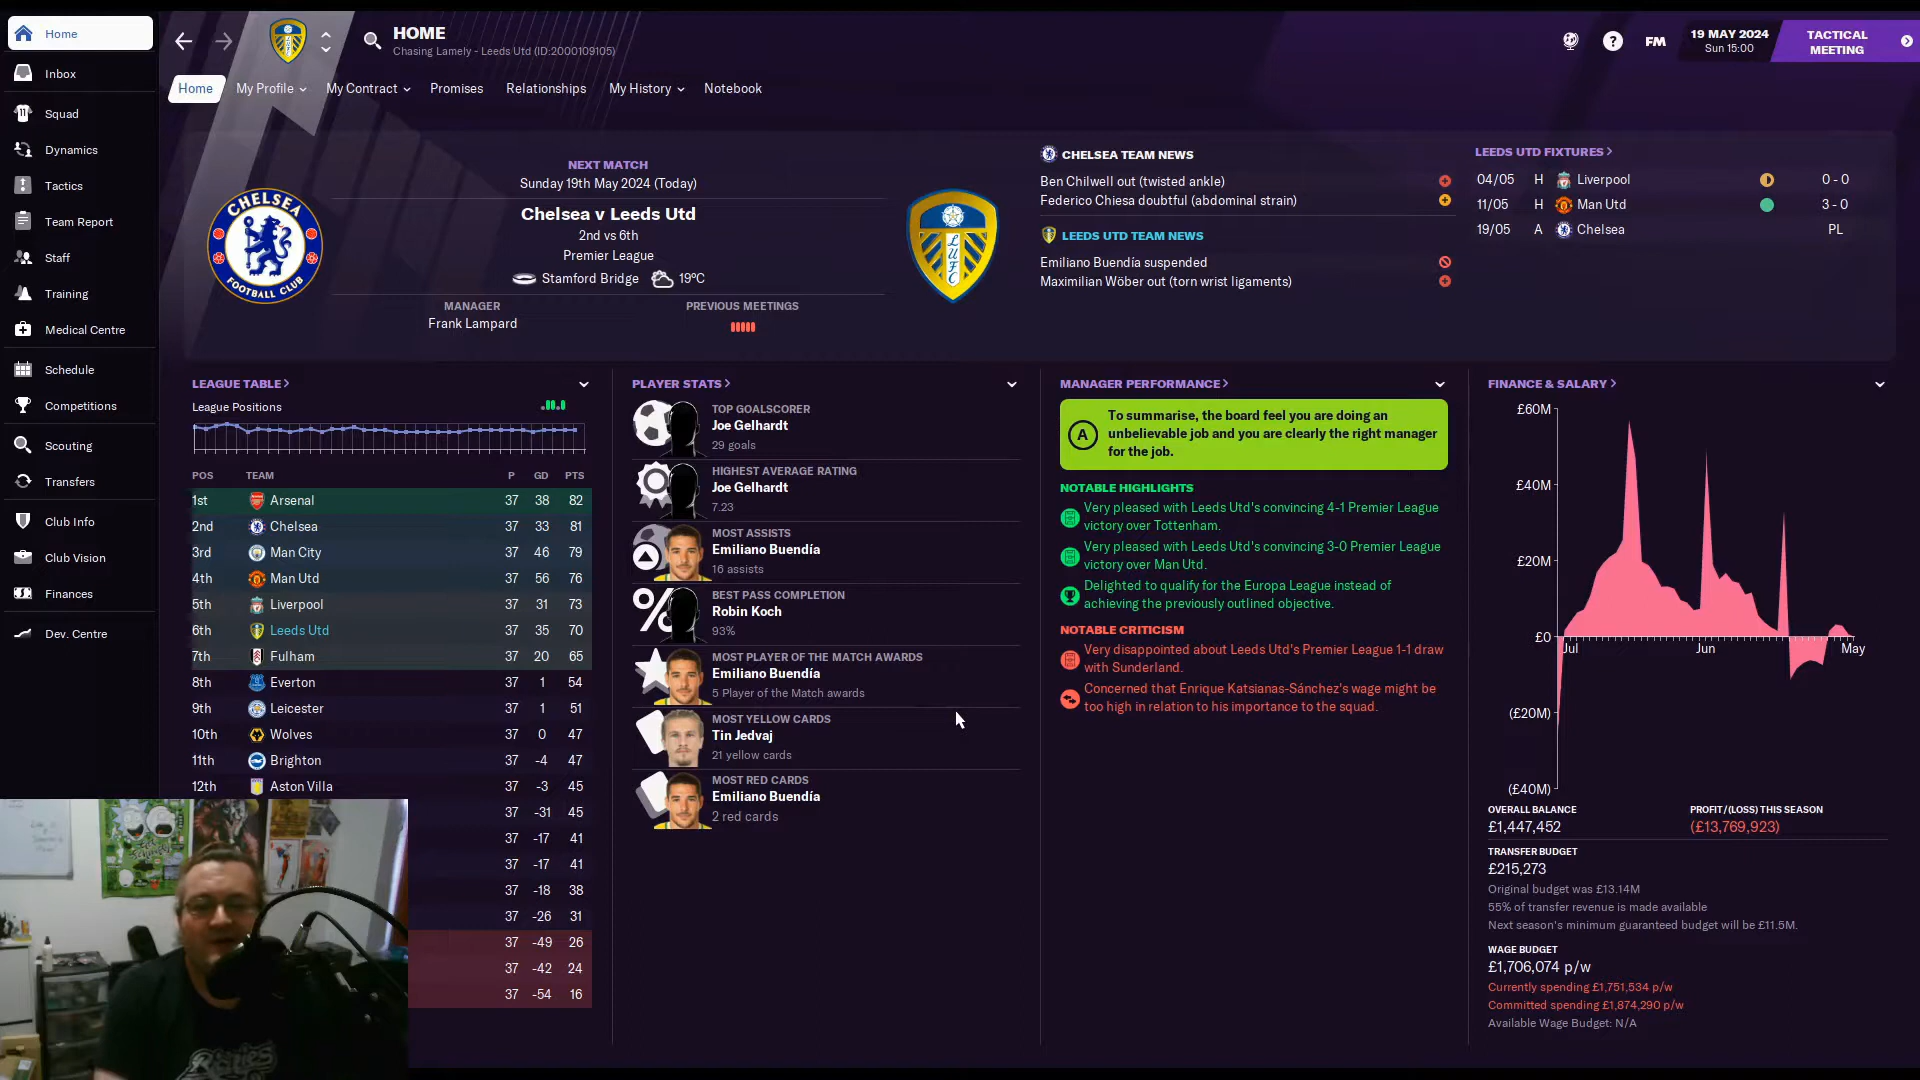 Home
Inbox
Squad
Dynamics
Tactics
Team Report
Staff
Training
Medical Centre
Schedule
Competitions
Scouting
Transfers
Club Info
Club Vision
Finances
Dev. Centre
HOME
Chasing Lamely - Leeds Utd (ID:2000109105)
FM
19 MAY 2024
Sun 15:00
TACTICAL
MEETING
Home My Profile My Contract Promises Relationships My History Notebook
NEXT MATCH
Sunday 19th May 2024 (Today)
Chelsea v Leeds Utd
2nd vs 6th
Premier League
Stamford Bridge 19ºC
MANAGER
Frank Lampard
PREVIOUS MEETINGS
CHELSEA
FOOTBALL CLUB
LUFC
CHELSEA TEAM NEWS
Ben Chilwell out (twisted ankle)
Federico Chiesa doubtful (abdominal strain)
LEEDS UTD TEAM NEWS
Emiliano Buendía suspended
Maximilian Wöber out (torn wrist ligaments)
LEEDS UTD FIXTURES
04/05 H Liverpool 0 - 0
11/05 H Man Utd 3 - 0
19/05 A Chelsea PL
LEAGUE TABLE
League Positions
POS TEAM P GD PTS
1st Arsenal 37 38 82
2nd Chelsea 37 33 81
3rd Man City 37 46 79
4th Man Utd 37 56 76
5th Liverpool 37 31 73
6th Leeds Utd 37 35 70
7th Fulham 37 20 65
8th Everton 37 1 54
9th Leicester 37 1 51
10th Wolves 37 0 47
11th Brighton 37 -4 47
12th Aston Villa 37 -3 45
37 -31 45
37 -17 41
37 -17 41
37 -18 38
37 -26 31
37 -49 26
37 -42 24
37 -54 16
PLAYER STATS
TOP GOALSCORER
Joe Gelhardt
29 goals
HIGHEST AVERAGE RATING
Joe Gelhardt
7.23
MOST ASSISTS
Emiliano Buendía
16 assists
BEST PASS COMPLETION
Robin Koch
93%
MOST PLAYER OF THE MATCH AWARDS
Emiliano Buendía
5 Player of the Match awards
MOST YELLOW CARDS
Tin Jedvaj
21 yellow cards
MOST RED CARDS
Emiliano Buendía
2 red cards
MANAGER PERFORMANCE
A
To summarise, the board feel you are doing an
unbelievable job and you are clearly the right manager
for the job.
NOTABLE HIGHLIGHTS
Very pleased with Leeds Utd's convincing 4-1 Premier League
victory over Tottenham.
Very pleased with Leeds Utd's convincing 3-0 Premier League
victory over Man Utd.
Delighted to qualify for the Europa League instead of
achieving the previously outlined objective.
NOTABLE CRITICISM
Very disappointed about Leeds Utd's Premier League 1-1 draw
with Sunderland.
Concerned that Enrique Katsianas-Sánchez's wage might be
too high in relation to his importance to the squad.
FINANCE & SALARY
£60M
£40M
£20M
£0
(£20M)
(£40M)
Jul Jun May
OVERALL BALANCE
£1,447,452
PROFIT/(LOSS) THIS SEASON
(£13,769,923)
TRANSFER BUDGET
£215,273
Original budget was £13.14M
55% of transfer revenue is made available
Next season's minimum guaranteed budget will be £11.5M.
WAGE BUDGET
£1,706,074 p/w
Currently spending £1,751,534 p/w
Committed spending £1,874,290 p/w
Available Wage Budget: N/A